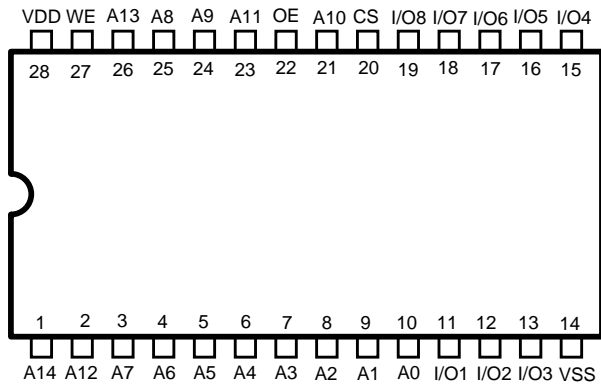 VDD WE A13 A8 A9 A11 OE A10 CS I/O8 I/O7 I/O6 I/O5 I/O4
28 27 26 25 24 23 22 21 20 19 18 17 16 15
1 2 3 4 5 6 7 8 9 10 11 12 13 14
A14 A12 A7 A6 A5 A4 A3 A2 A1 A0 I/O1 I/O2 I/O3 VSS